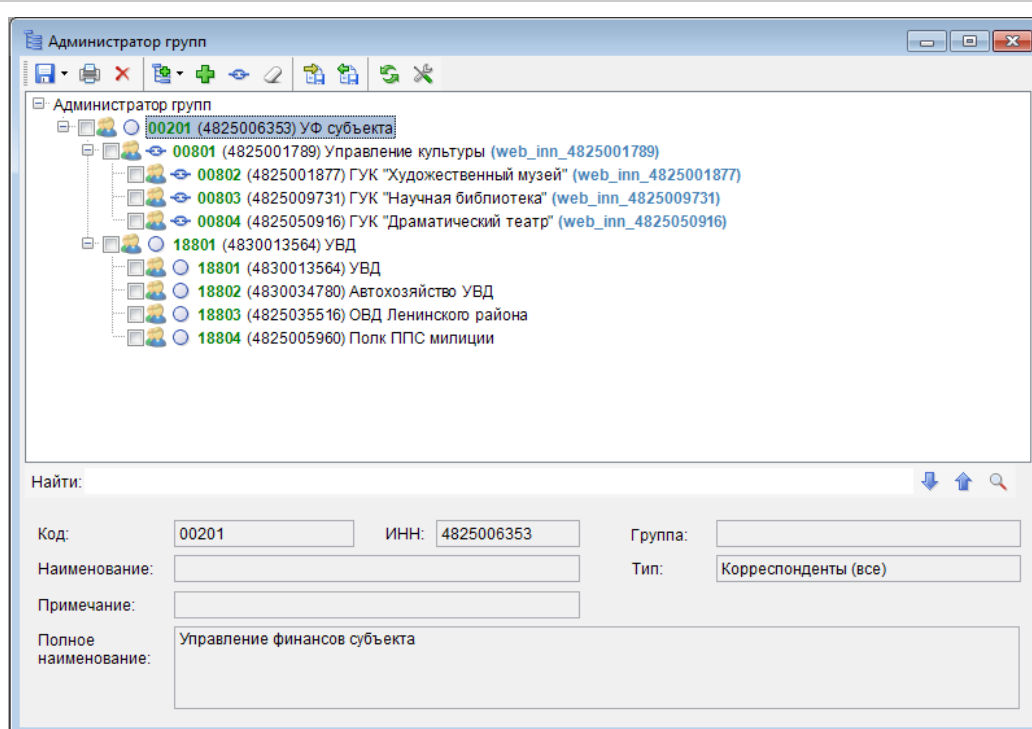 Администратор групп
Администратор групп
00201 (4825006353) УФ субъекта
00801 (4825001789) Управление культуры (web_inn_4825001789)
00802 (4825001877) ГУК "Художественный музей" (web_inn_4825001877)
00803 (4825009731) ГУК "Научная библиотека" (web_inn_4825009731)
00804 (4825050916) ГУК "Драматический театр" (web_inn_4825050916)
18801 (4830013564) УВД
18801 (4830013564) УВД
18802 (4830034780) Автохозяйство УВД
18803 (4825035516) ОВД Ленинского района
18804 (4825005960) Полк ППС милиции
Найти:
Код: 00201 ИНН: 4825006353 Группа:
Наименование: Тип: Корреспонденты (все)
Примечание:
Полное Управление финансов субъекта
наименование: